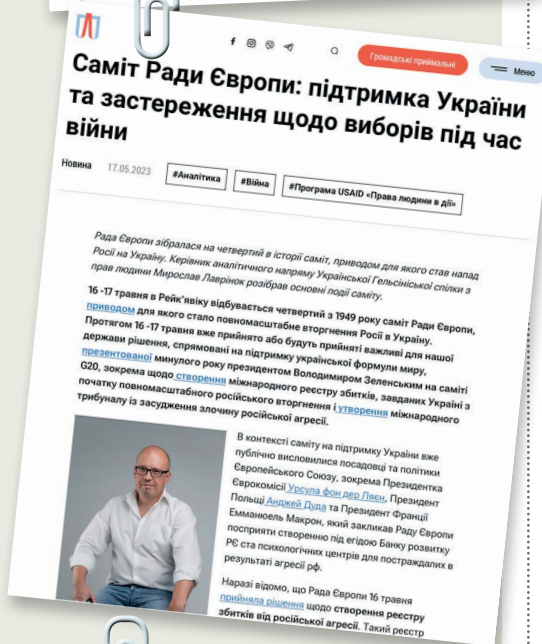 Громадські приймальні
Меню
Саміт Ради Європи: підтримка України
та застереження щодо виборів під час
війни
Новина 17.05.2023 #Аналітика #Війна #Програма USAID «Права людини в дії»
Рада Європи зібралася на четвертий в історії саміт, приводом для якого став напад
Росії на Україну. Керівник аналітичного напряму Української Гельсінської спілки з
прав людини Мирослав Лаврінок розібрав основні події саміту.
16 -17 травня в Рейк’явіку відбувається четвертий з 1949 року саміт Ради Європи,
приводом для якого стало повномасштабне вторгнення Росії в Україну.
Протягом 16 -17 травня вже прийнято або будуть прийняті важливі для нашої
держави рішення, спрямовані на підтримку української формули миру,
презентованої минулого року президентом Володимиром Зеленським на саміті
G20, зокрема щодо створення міжнародного реєстру збитків, завданих Україні з
початку повномасштабного російського вторгнення і утворення міжнародного
трибуналу із засудження злочину російської агресії.
В контексті саміту на підтримку України вже
публічно висловилися посадовці та політики
Європейського Союзу, зокрема Президентка
Єврокомісії Урсула фон дер Ляєн, Президент
Польщі Анджей Дуда та Президент Франції
Емманюель Макрон, який закликав Раду Європи
посприяти створенню під егідою Банку розвитку
РЄ ста психологічних центрів для постраждалих в
результаті агресії рф.
Наразі відомо, що Рада Європи 16 травня
прийняла рішення щодо створення реєстру
збитків від російської агресії. Такий реєстр